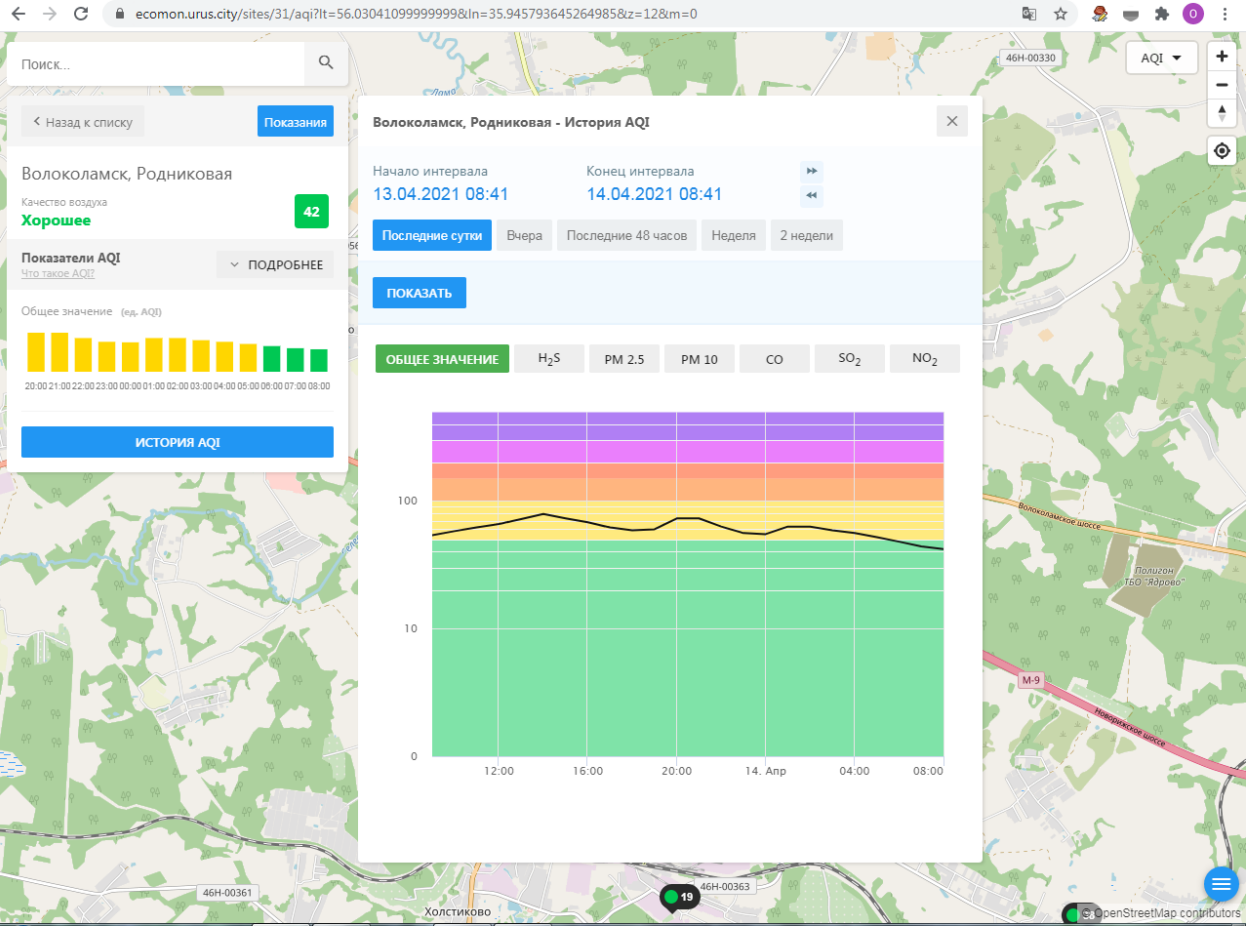 ecomon.urus.city/sites/31/aqi?lt=56.03041099999999&ln=35.945793645264985&z=12&m=0
О
Поиск...
46Н-00330
AQI
Назад к списку
Показания
Волоколамск, Родниковая - История AQI
Волоколамск, Родниковая
Качество воздуха
Хорошее
42
Начало интервала
Конец интервала
13.04.2021 08:41
14.04.2021 08:41
Последние сутки
Вчера
Последние 48 часов
Неделя
2 недели
Показатели AQI
Что такое AQI?
ПОДРОБНЕЕ
ПОКАЗАТЬ
Общее значение (ед. AQI)
20:00 21:00 22:00 23:00 00:00 01:00 02:00 03:00 04:00 05:00 06:00 07:00 08:00
ИСТОРИЯ AQI
ОБЩЕЕ ЗНАЧЕНИЕ
H2S
PM 2.5
PM 10
CO
SO2
NO2
100
10
0
12:00
16:00
20:00
14. Апр
04:00
08:00
Волоколамское шоссе
Полигон
ТБО "Ядрово"
М-9
Новорижское шоссе
46Н-00361
46Н-00363
19
Холстиково
© OpenStreetMap contributors